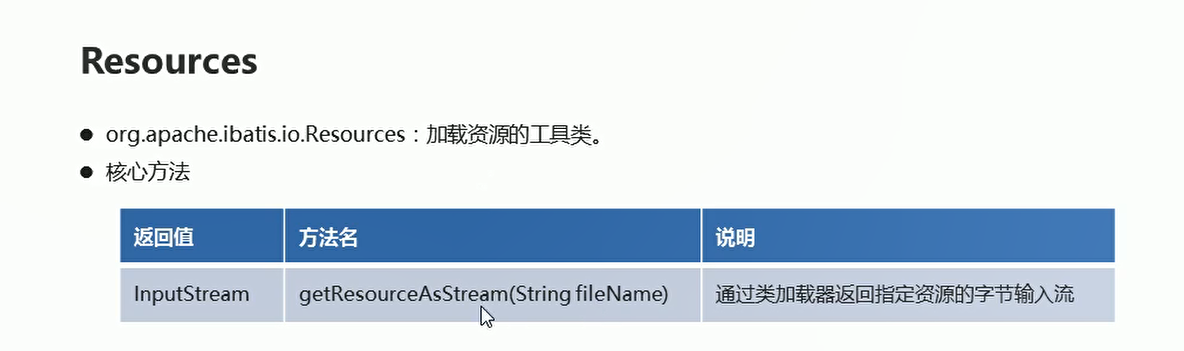 Resources
● org.apache.ibatis.io.Resources：加载资源的工具类。
● 核心方法
返回值 方法名 说明
InputStream getResourceAsStream(String fileName) 通过类加载器返回指定资源的字节输入流